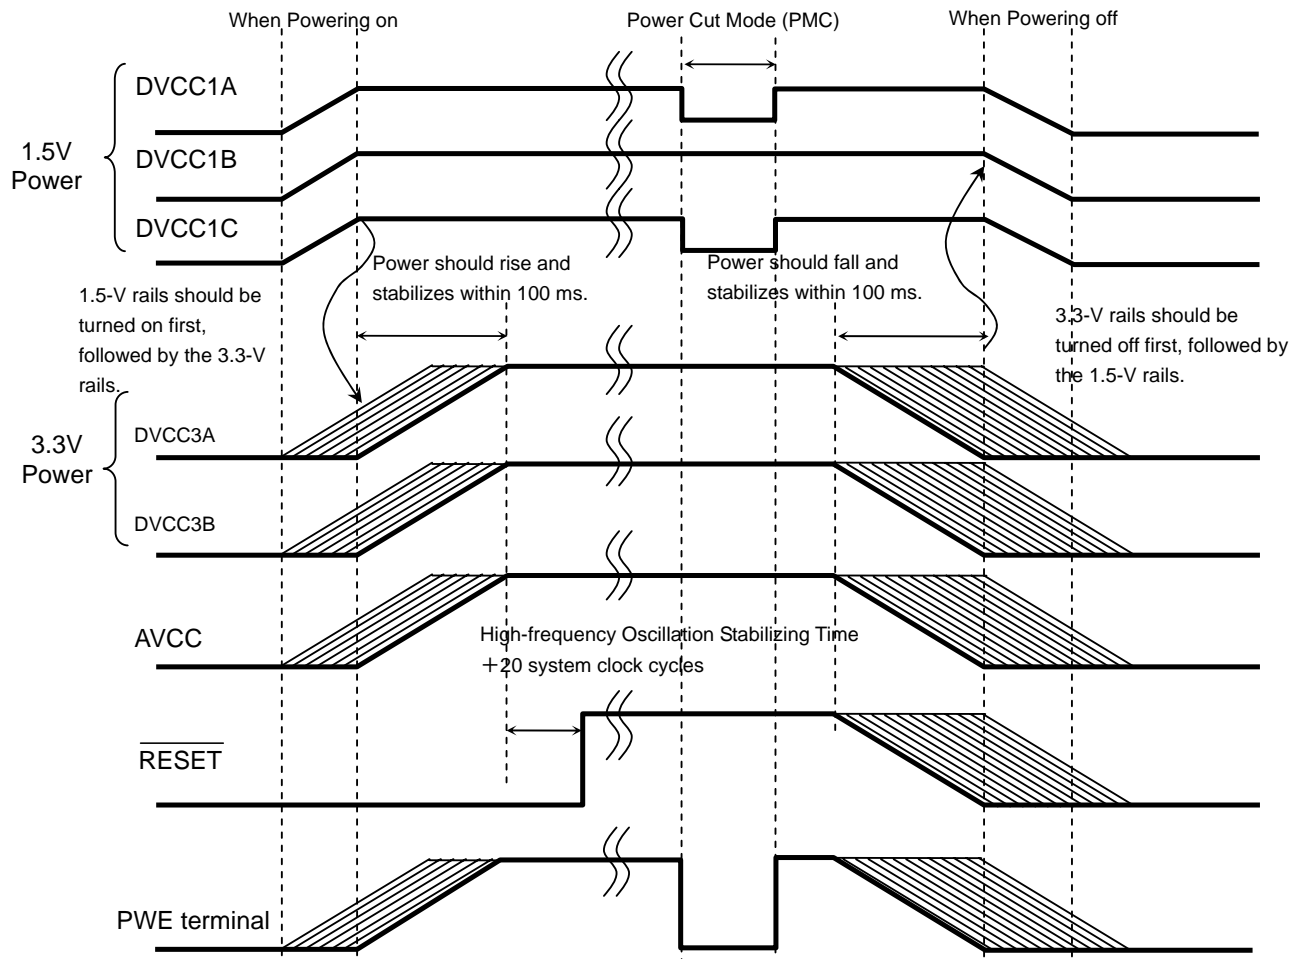 When Powering on
Power Cut Mode (PMC)
When Powering off
DVCC1A
1.5V
Power
DVCC1B
DVCC1C
Power should rise and
stabilizes within 100 ms.
Power should fall and
stabilizes within 100 ms.
1.5-V rails should be
turned on first,
followed by the 3.3-V
rails.
3.3-V rails should be
turned off first, followed by
the 1.5-V rails.
3.3V
Power
DVCC3A
DVCC3B
AVCC
High-frequency Oscillation Stabilizing Time
+20 system clock cycles
RESET
PWE terminal